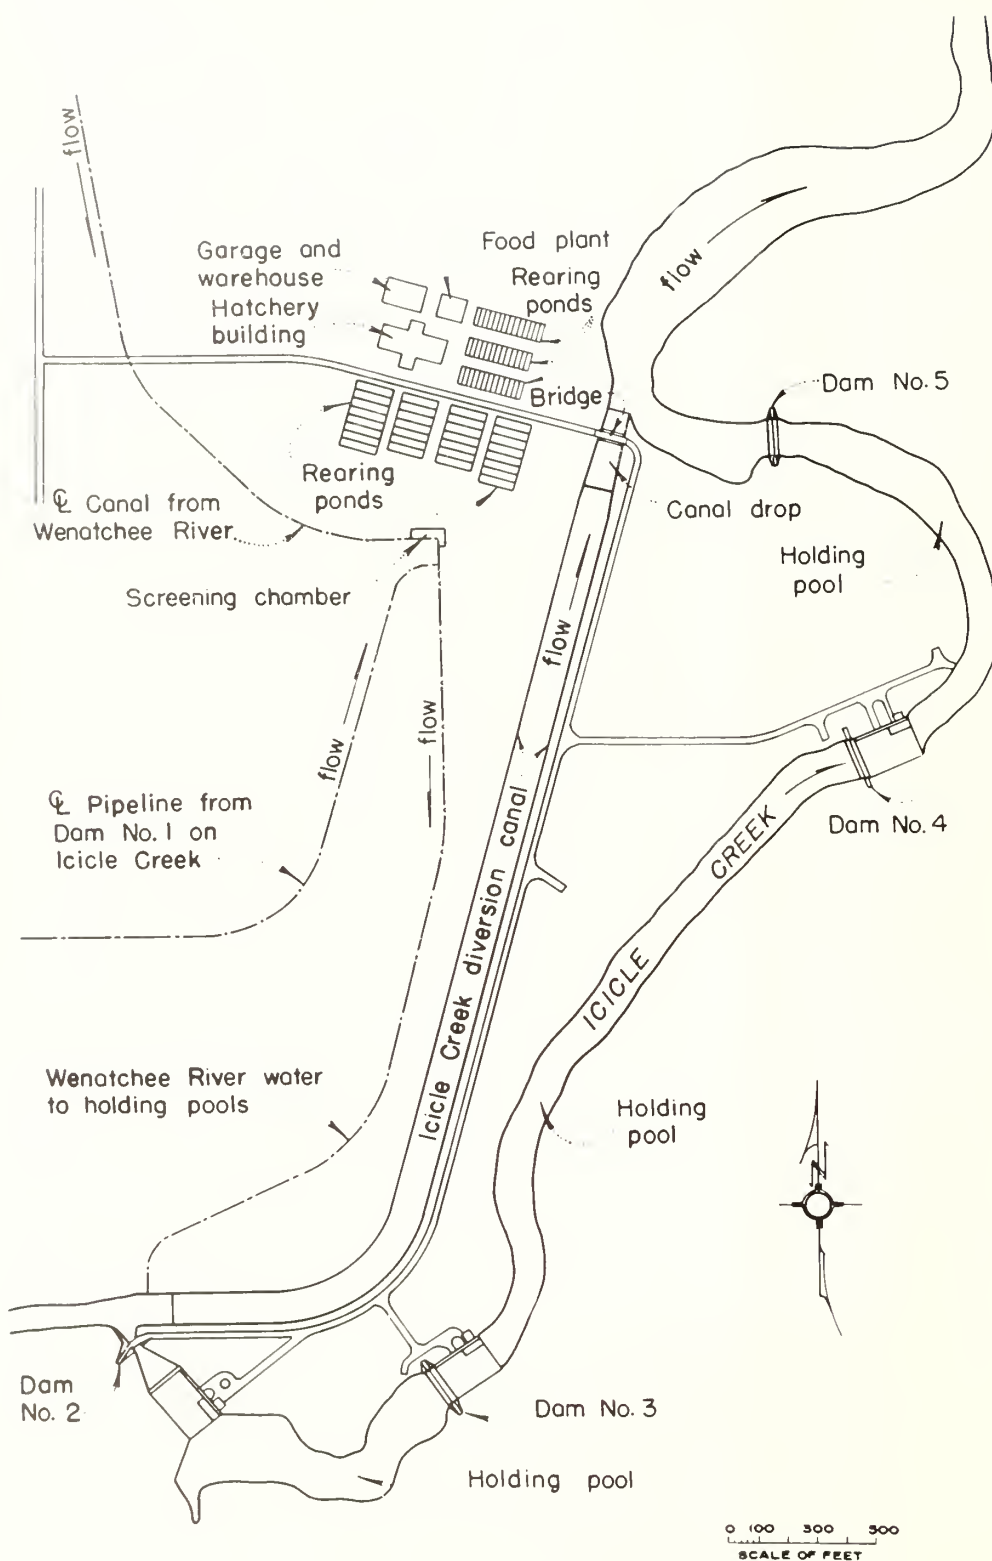 flow
Garage and
warehouse
Hatchery
building
Food plant
Rearing
ponds
flow
Bridge
Dam No. 5
Rearing
ponds
℄ Canal from
Wenatchee River
Canal drop
Holding
pool
Screening chamber
flow
flow
flow
℄ Pipeline from
Dam No. 1 on
Icicle Creek
Dam No. 4
ICICLE CREEK
Icicle Creek diversion canal
Wenatchee River water
to holding pools
Holding
pool
N
Dam
No. 2
Dam No. 3
Holding pool
0 100 300 500
SCALE OF FEET